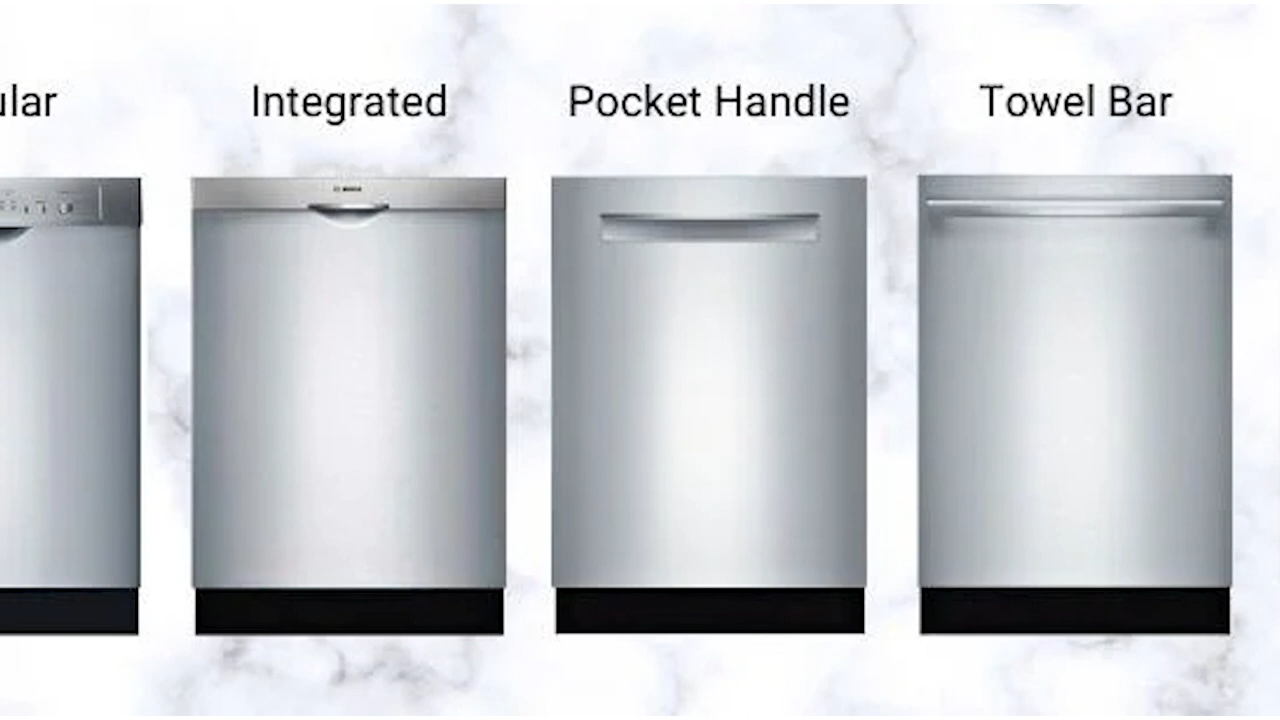 ular
Integrated
Pocket Handle
Towel Bar